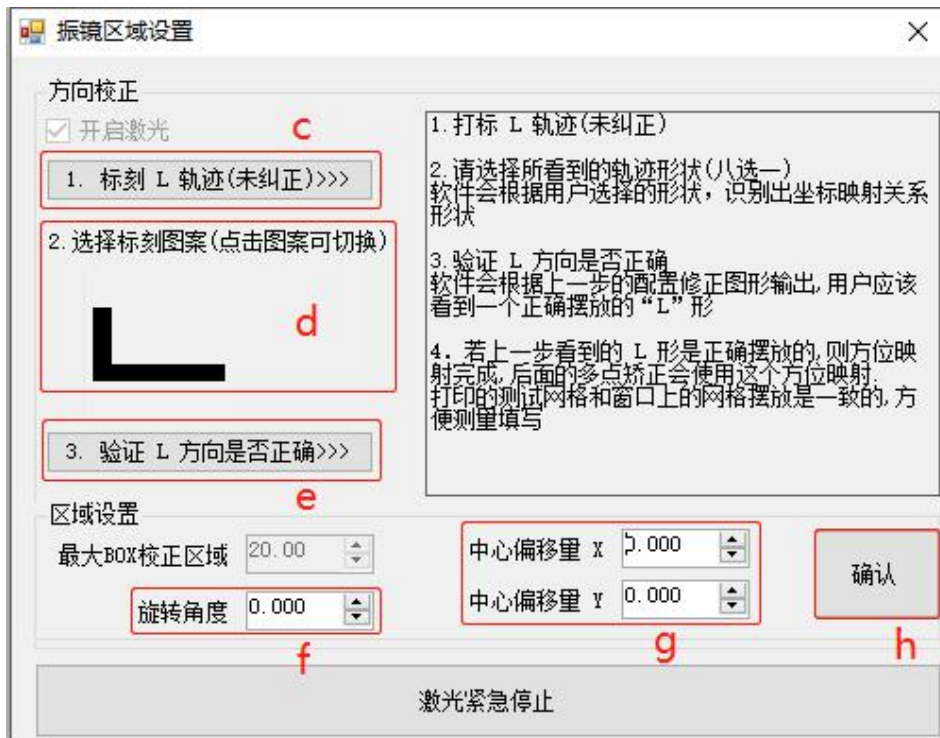 振镜区域设置
方向校正
开启激光
c
1. 标刻 L 轨迹(未纠正)>>>
2.选择标刻图案(点击图案可切换)
d
3. 验证 L 方向是否正确>>>
e
1.打标 L 轨迹(未纠正)
2.请选择所看到的轨迹形状(八选一)
软件会根据用户选择的形状，识别出坐标映射关系
形状
3.验证 L 方向是否正确
软件会根据上一步的配置修正图形输出,用户应该
看到一个正确摆放的“L”形
4. 若上一步看到的 L 形是正确摆放的,则方位映
射完成,后面的多点矫正会使用这个方位映射.
打印的测试网格和窗口上的网格摆放是一致的,方
便测量填写
区域设置
最大BOX校正区域 20.00
旋转角度 0.000
f
中心偏移量 X 0.000
中心偏移量 Y 0.000
g
确认
h
激光紧急停止